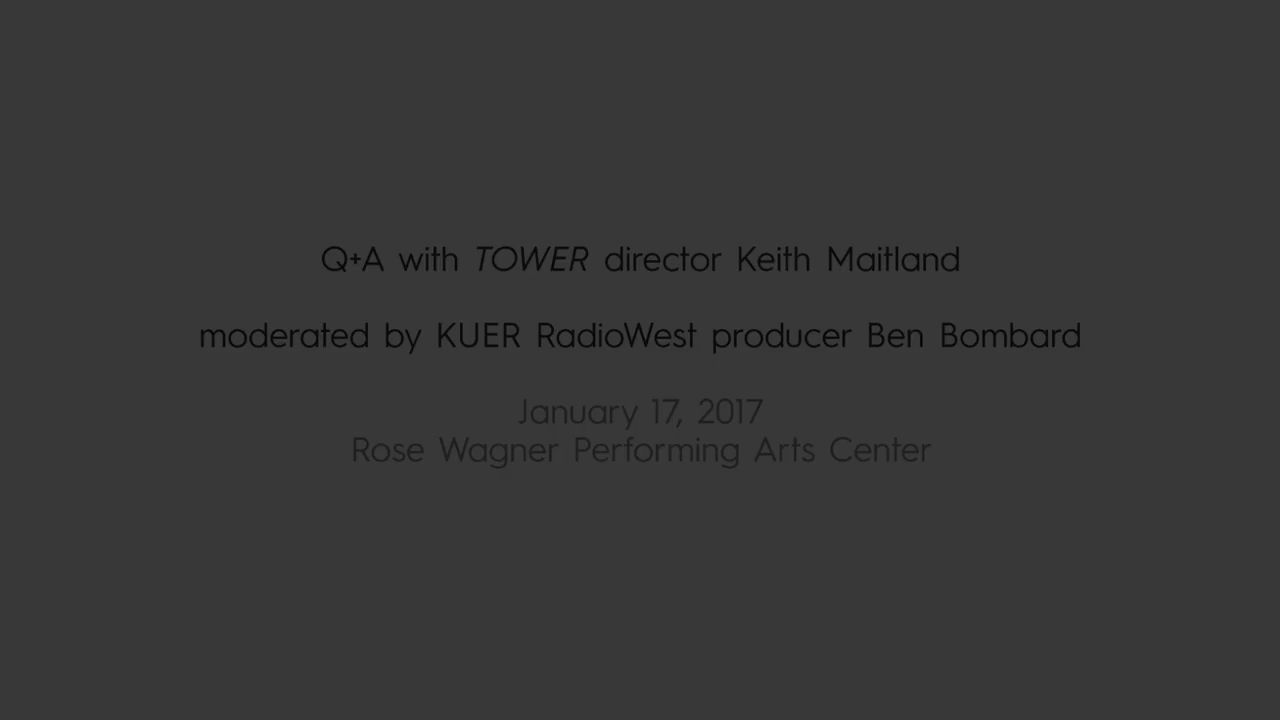 Q+A with TOWER director Keith Maitland
moderated by KUER RadioWest producer Ben Bombard
January 17, 2017
Rose Wagner Performing Arts Center